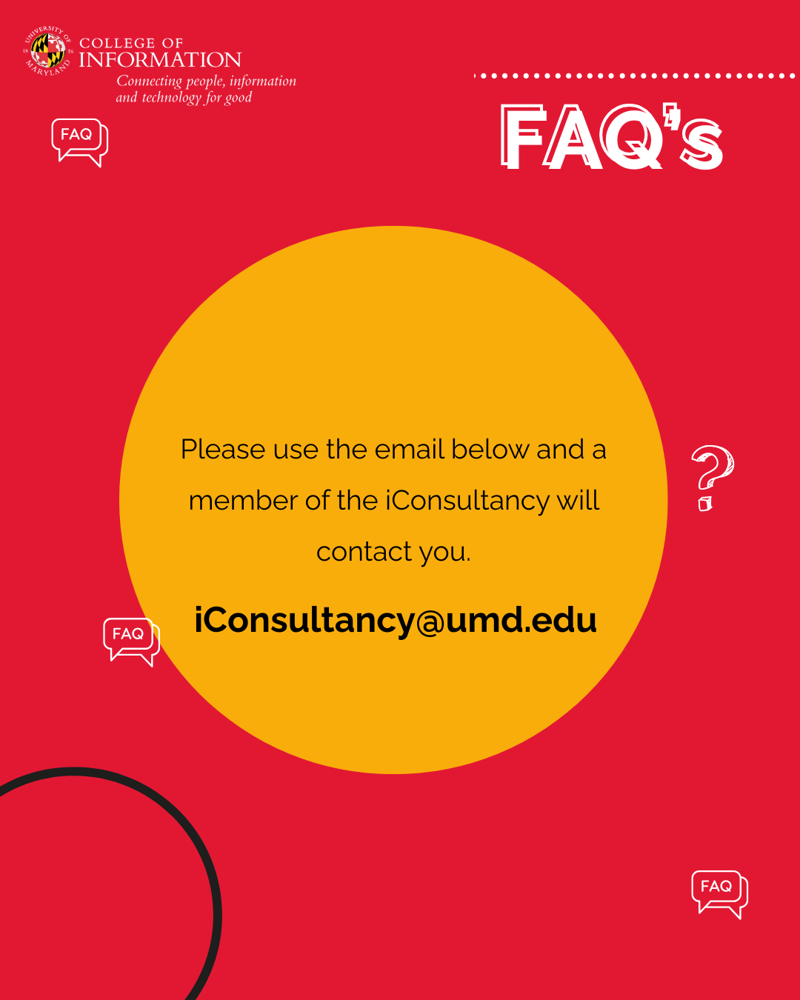 UNIVERSITY OF
18 56
MARYLAND
COLLEGE OF
INFORMATION
Connecting people, information
and technology for good
FAQ
FAQ's
Please use the email below and a
member of the iConsultancy will
contact you.
?
iConsultancy@umd.edu
FAQ
FAQ